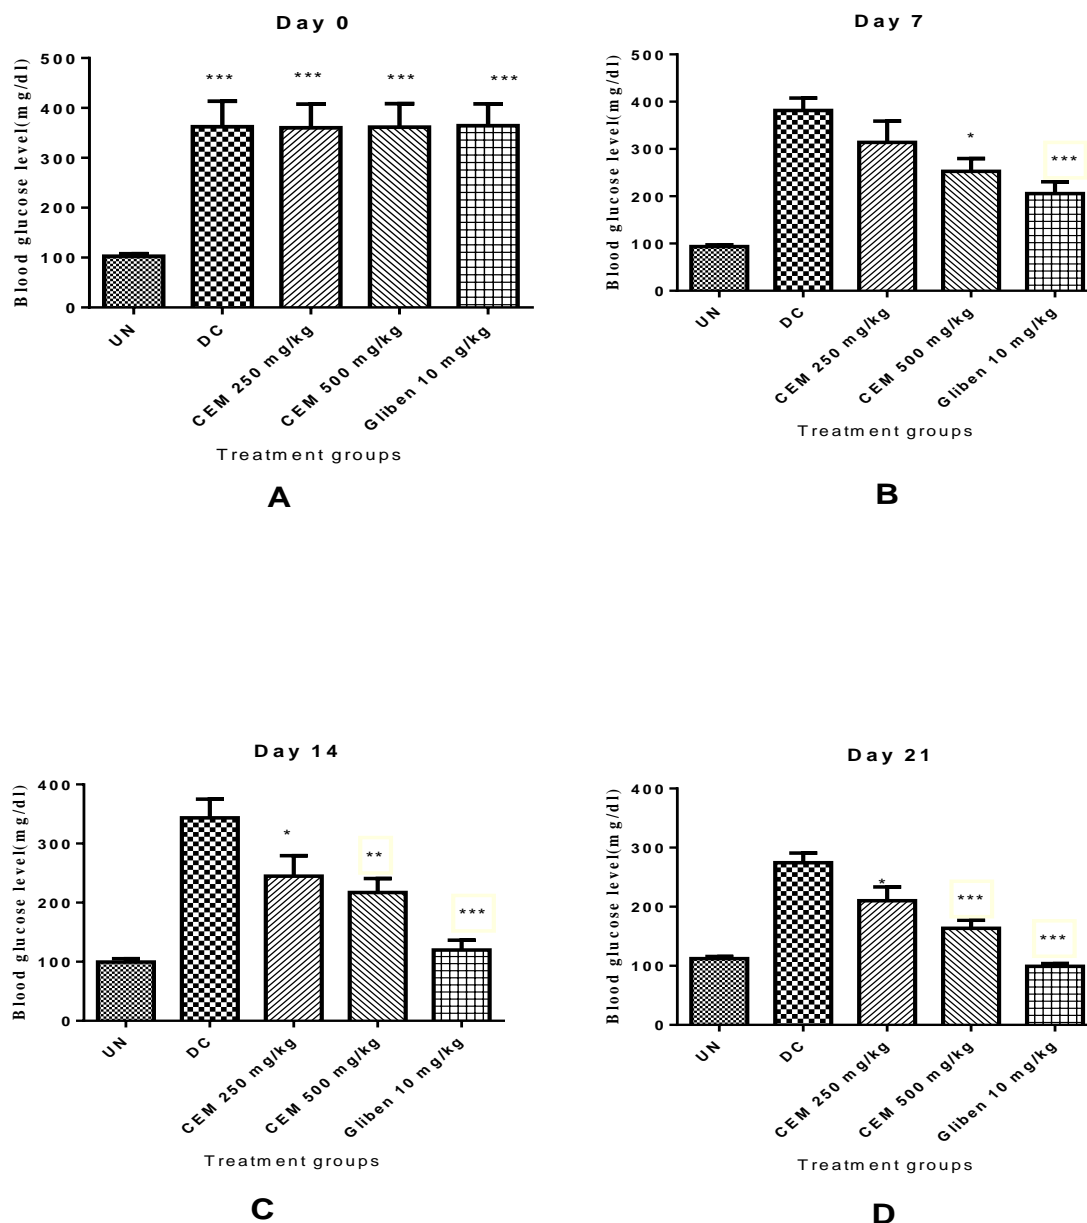 Day 0
Blood glucose level(mg/dl)
500
400
300
200
100
0
*** *** *** ***
UN
DC
CEM 250 mg/kg
CEM 500 mg/kg
Gliben 10 mg/kg
Treatment groups
A
Day 7
Blood glucose level(mg/dl)
500
400
300
200
100
0
* ***
UN
DC
CEM 250 mg/kg
CEM 500 mg/kg
Gliben 10 mg/kg
Treatment groups
B
Day 14
Blood glucose level(mg/dl)
400
300
200
100
0
* ** ***
UN
DC
CEM 250 mg/kg
CEM 500 mg/kg
Gliben 10 mg/kg
Treatment groups
C
Day 21
Blood glucose level(mg/dl)
400
300
200
100
0
* *** ***
UN
DC
CEM 250 mg/kg
CEM 500 mg/kg
Gliben 10 mg/kg
Treatment groups
D